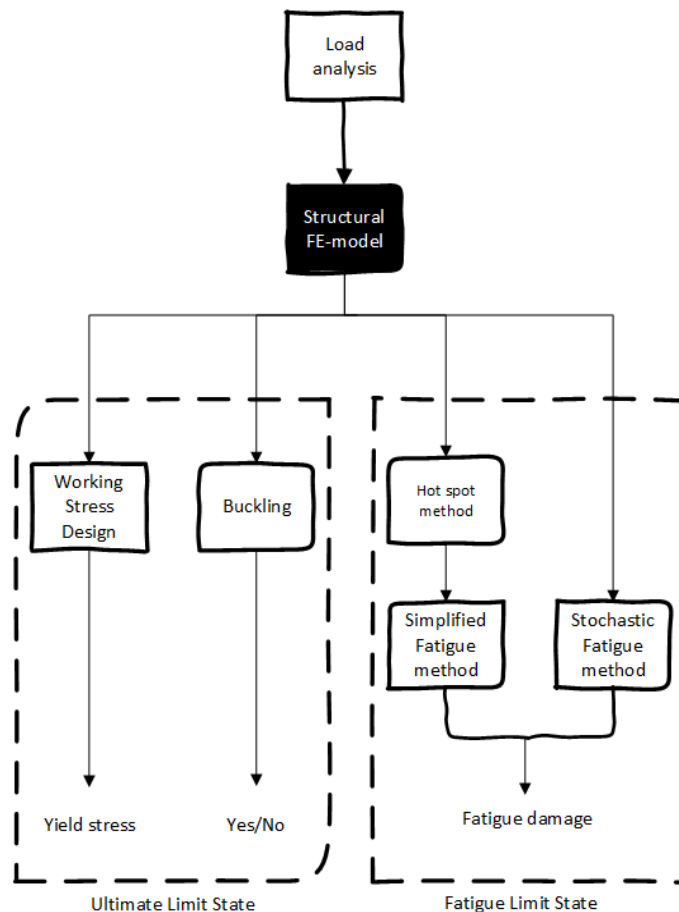 Load
analysis
Structural
FE-model
Working
Stress
Design
Buckling
Hot spot
method
Simplified
Fatigue
method
Stochastic
Fatigue
method
Yield stress
Yes/No
Fatigue damage
Ultimate Limit State
Fatigue Limit State